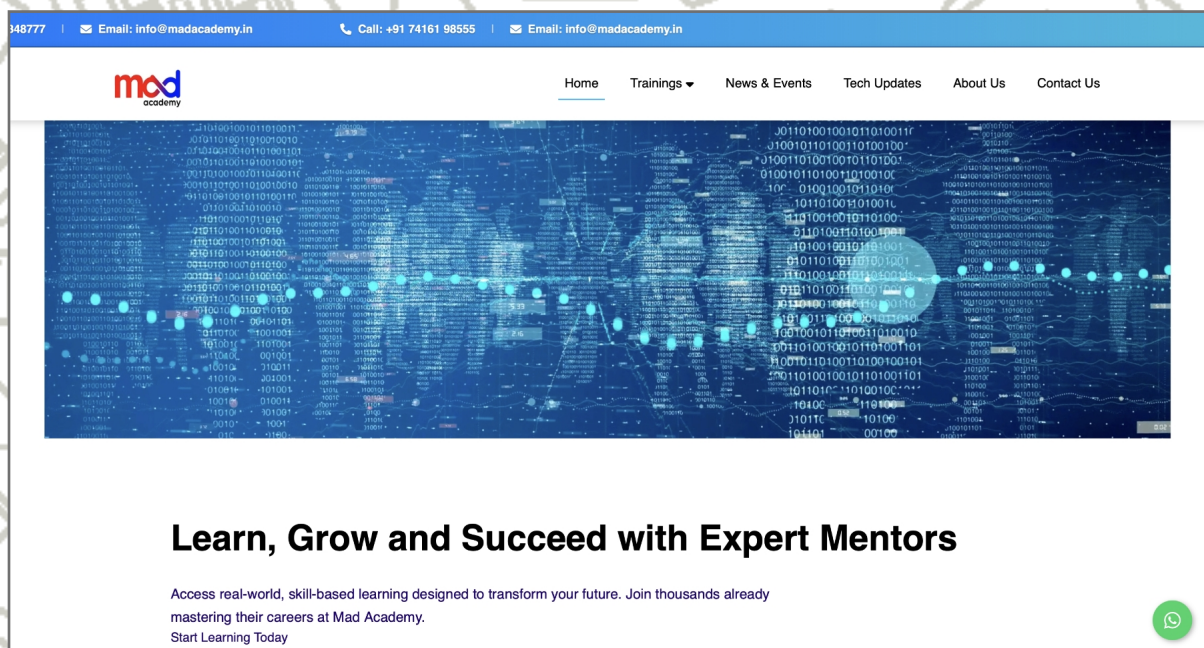 348777 | Email: info@madacademy.in Call: +91 74161 98555 | Email: info@madacademy.in
mad
academy
Home Trainings News & Events Tech Updates About Us Contact Us
Learn, Grow and Succeed with Expert Mentors
Access real-world, skill-based learning designed to transform your future. Join thousands already
mastering their careers at Mad Academy.
Start Learning Today